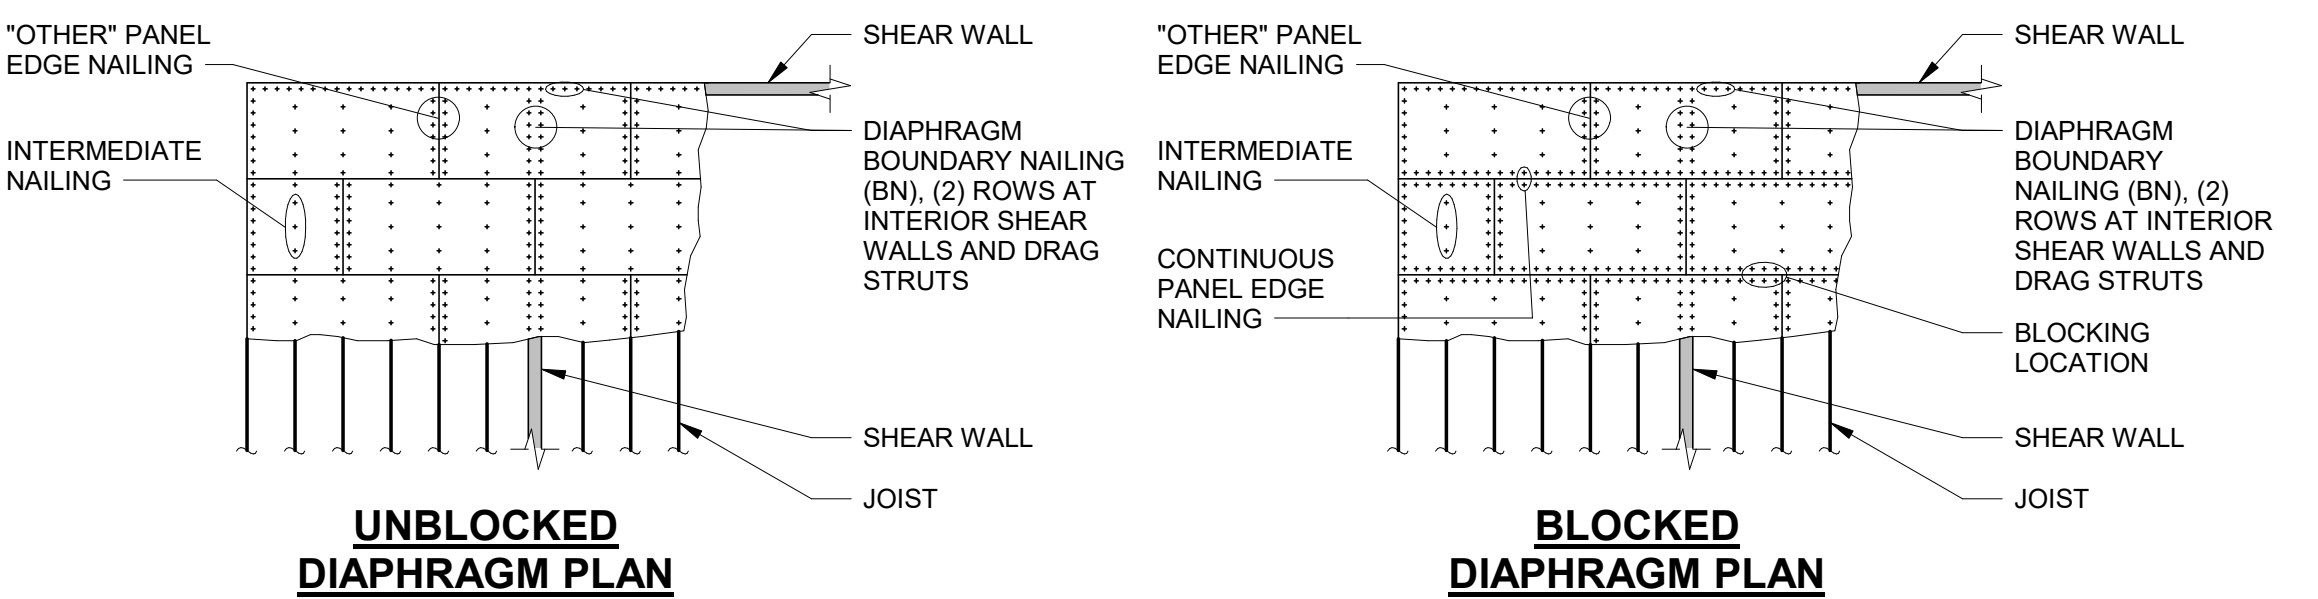 "OTHER" PANEL
EDGE NAILING
INTERMEDIATE
NAILING
SHEAR WALL
DIAPHRAGM
BOUNDARY NAILING
(BN), (2) ROWS AT
INTERIOR SHEAR
WALLS AND DRAG
STRUTS
SHEAR WALL
JOIST
UNBLOCKED
DIAPHRAGM PLAN
"OTHER" PANEL
EDGE NAILING
INTERMEDIATE
NAILING
CONTINUOUS
PANEL EDGE
NAILING
SHEAR WALL
DIAPHRAGM
BOUNDARY
NAILING (BN), (2)
ROWS AT INTERIOR
SHEAR WALLS AND
DRAG STRUTS
BLOCKING
LOCATION
SHEAR WALL
JOIST
BLOCKED
DIAPHRAGM PLAN